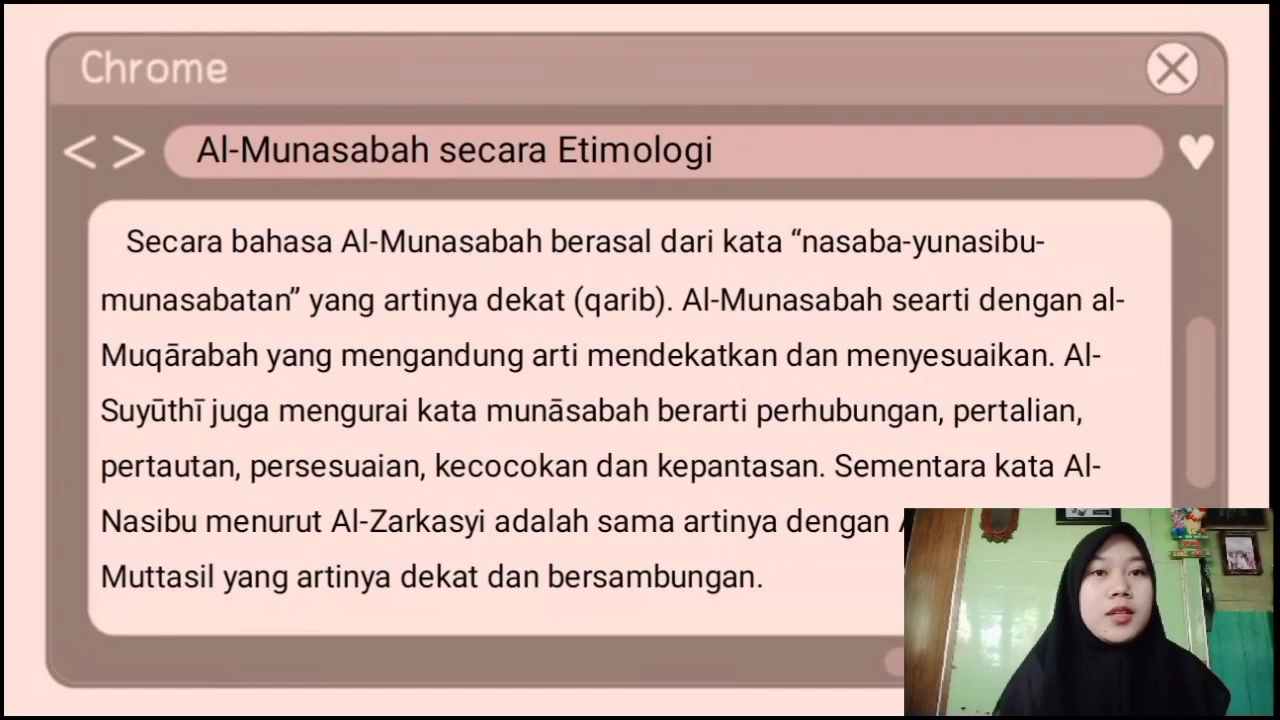 Chrome
< > Al-Munasabah secara Etimologi
Secara bahasa Al-Munasabah berasal dari kata “nasaba-yunasibu-
munasabatan” yang artinya dekat (qarib). Al-Munasabah searti dengan al-
Muqārabah yang mengandung arti mendekatkan dan menyesuaikan. Al-
Suyūthī juga mengurai kata munāsabah berarti perhubungan, pertalian,
pertautan, persesuaian, kecocokan dan kepantasan. Sementara kata Al-
Nasibu menurut Al-Zarkasyi adalah sama artinya dengan
Muttasil yang artinya dekat dan bersambungan.